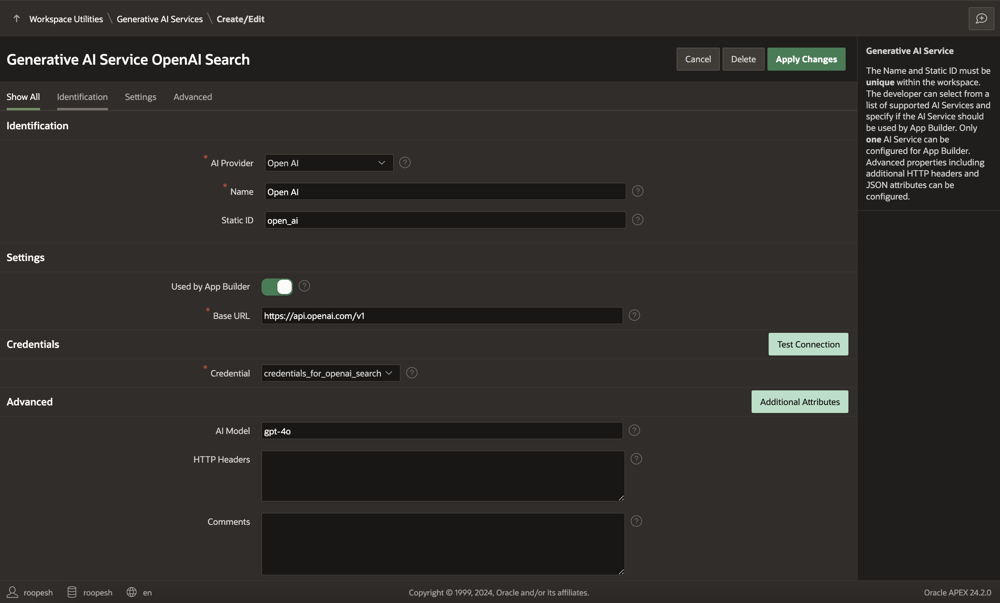 Workspace Utilities \ Generative AI Services \ Create/Edit
Generative AI Service OpenAI Search
Cancel
Delete
Apply Changes
Show All
Identification
Settings
Advanced
Identification
* AI Provider
Open AI
* Name
Open AI
Static ID
open_ai
Settings
Used by App Builder
* Base URL
https://api.openai.com/v1
Credentials
Test Connection
* Credential
credentials_for_openai_search
Advanced
Additional Attributes
AI Model
gpt-4o
HTTP Headers
Comments
Generative AI Service
The Name and Static ID must be
unique within the workspace.
The developer can select from a
list of supported AI Services and
specify if the AI Service should
be used by App Builder. Only
one AI Service can be
configured for App Builder.
Advanced properties including
additional HTTP headers and
JSON attributes can be
configured.
roopesh
roopesh
en
Copyright © 1999, 2024, Oracle and/or its affiliates.
Oracle APEX 24.2.0